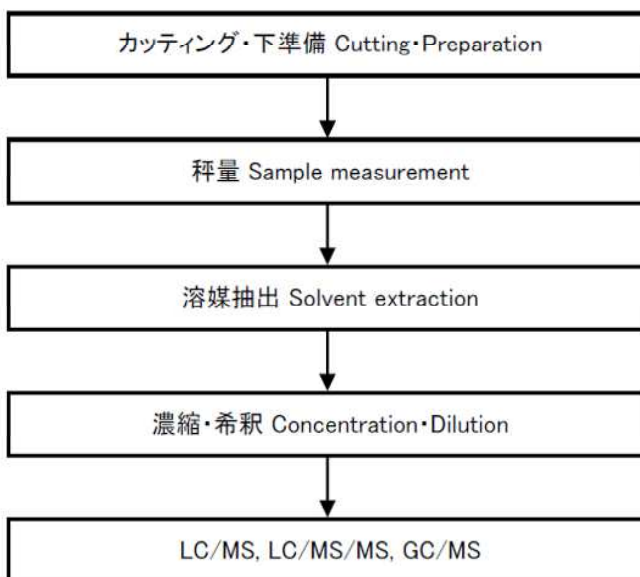 カッティング・下準備 Cutting・Preparation
秤量 Sample measurement
溶媒抽出 Solvent extraction
濃縮・希釈 Concentration・Dilution
LC/MS, LC/MS/MS, GC/MS